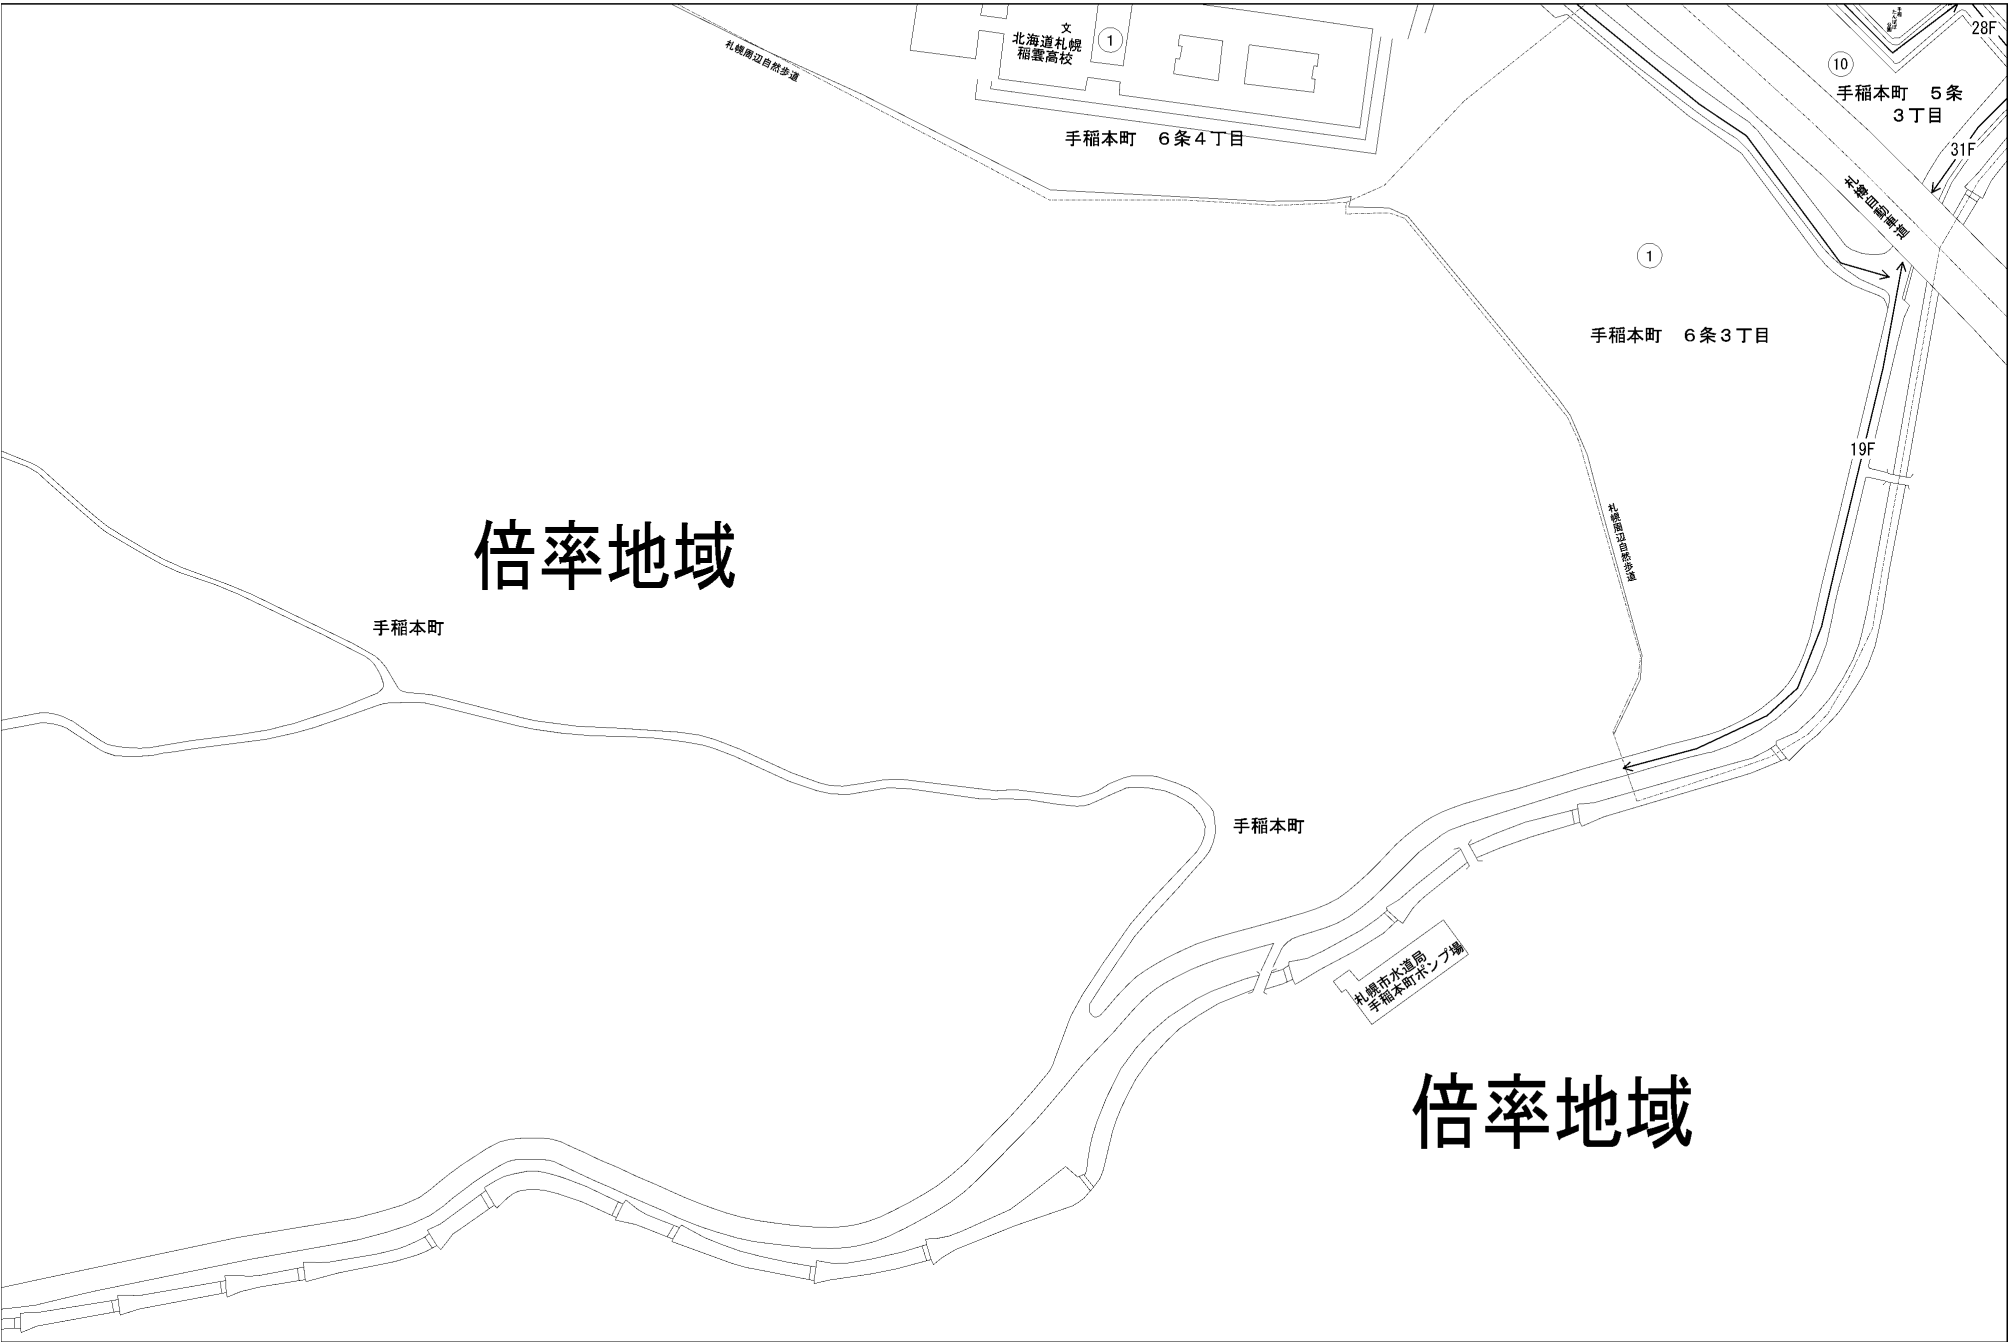 文
北海道札幌
稲雲高校
1
札幌周辺自然歩道
手稲本町　６条４丁目
28F
10
手稲本町　５条
３丁目
31F
札樽自動車道
1
手稲本町　６条３丁目
19F
札幌周辺自然歩道
倍率地域
手稲本町
手稲本町
札幌市水道局
手稲本町ポンプ場
倍率地域